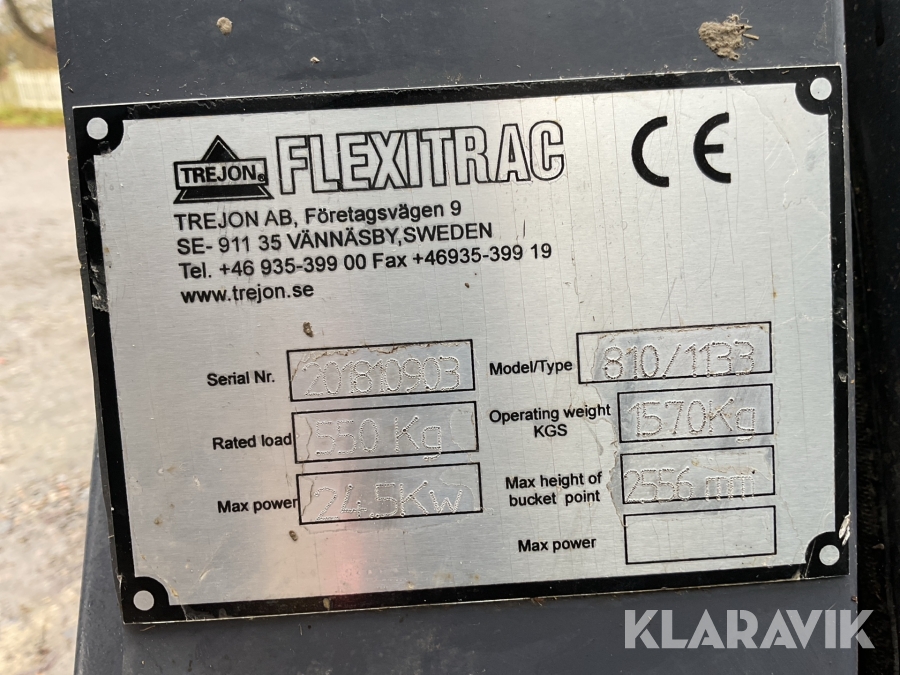 TREJON® FLEXITRAC CE
TREJON AB, Företagsvägen 9
SE- 911 35 VÄNNÄSBY,SWEDEN
Tel. +46 935-399 00 Fax +46935-399 19
www.trejon.se
Serial Nr. 201810903
Model/Type 810/1133
Rated load 550 Kg
Operating weight
KGS 1570Kg
Max power 24.5Kw
Max height of
bucket point 2556 mm
Max power
KLARAVIK